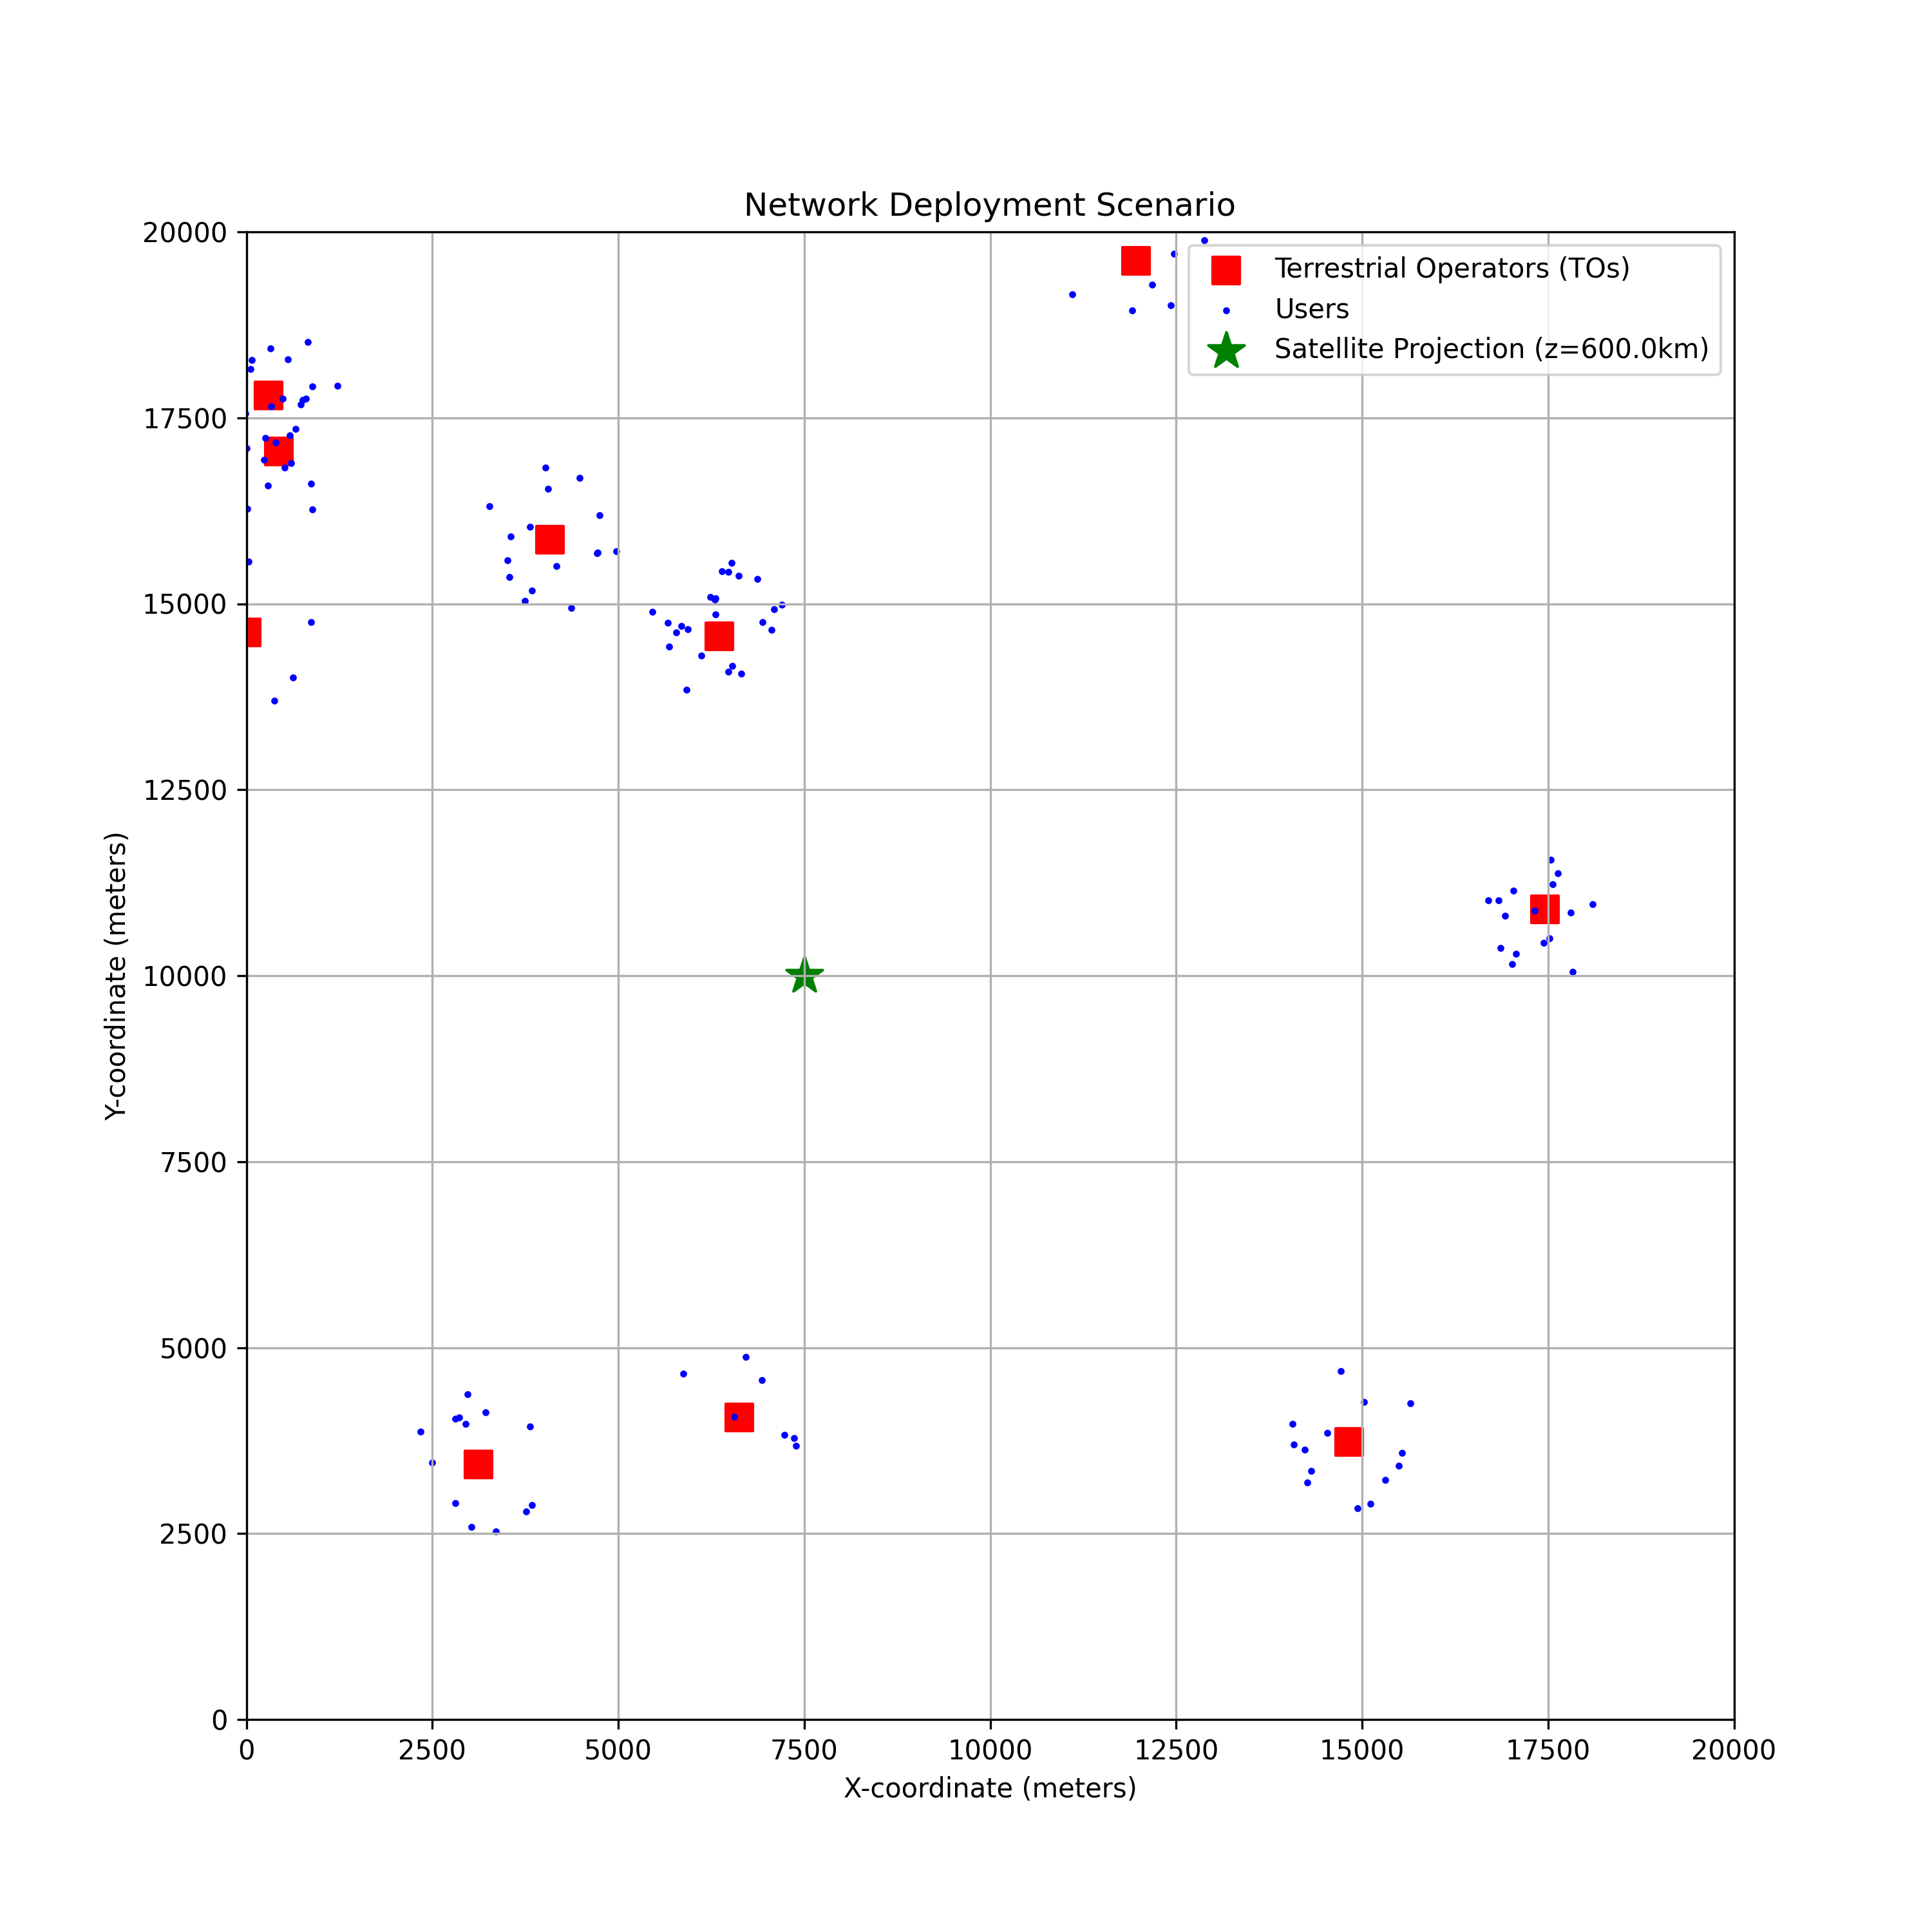 Network Deployment Scenario
20000
17500
15000
12500
10000
7500
5000
2500
0
Y-coordinate (meters)
Terrestrial Operators (TOs)
Users
Satellite Projection (z=600.0km)
0 2500 5000 7500 10000 12500 15000 17500 20000
X-coordinate (meters)